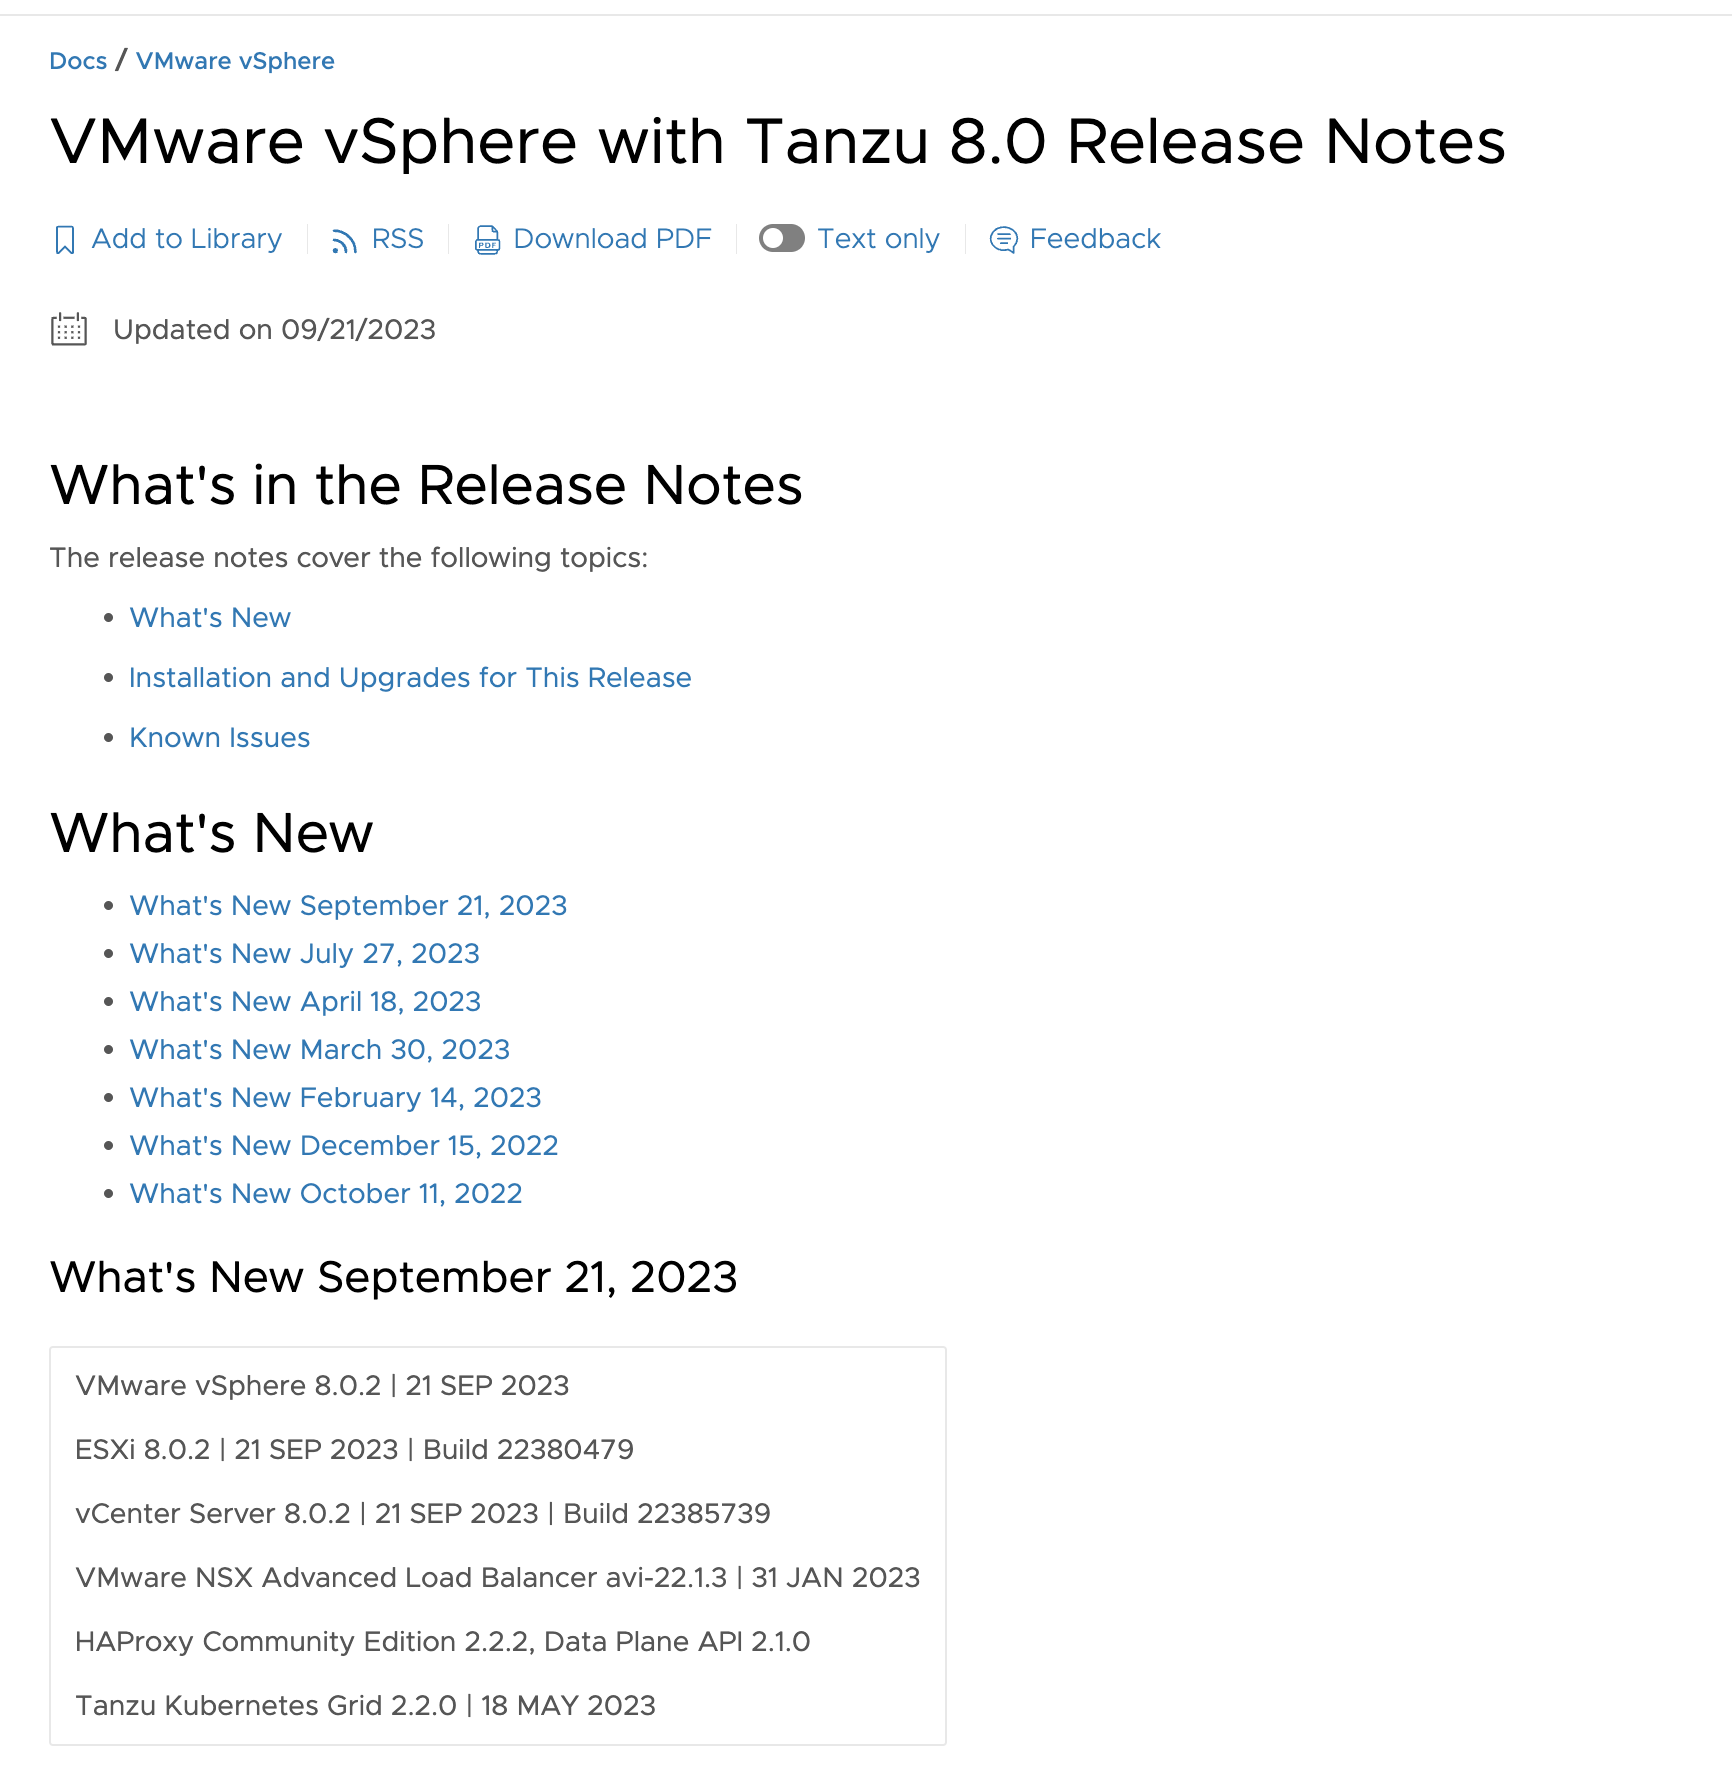 Docs / VMware vSphere
VMware vSphere with Tanzu 8.0 Release Notes
Add to Library RSS Download PDF Text only Feedback
Updated on 09/21/2023
What's in the Release Notes
The release notes cover the following topics:
• What's New
• Installation and Upgrades for This Release
• Known Issues
What's New
• What's New September 21, 2023
• What's New July 27, 2023
• What's New April 18, 2023
• What's New March 30, 2023
• What's New February 14, 2023
• What's New December 15, 2022
• What's New October 11, 2022
What's New September 21, 2023
VMware vSphere 8.0.2 | 21 SEP 2023
ESXi 8.0.2 | 21 SEP 2023 | Build 22380479
vCenter Server 8.0.2 | 21 SEP 2023 | Build 22385739
VMware NSX Advanced Load Balancer avi-22.1.3 | 31 JAN 2023
HAProxy Community Edition 2.2.2, Data Plane API 2.1.0
Tanzu Kubernetes Grid 2.2.0 | 18 MAY 2023